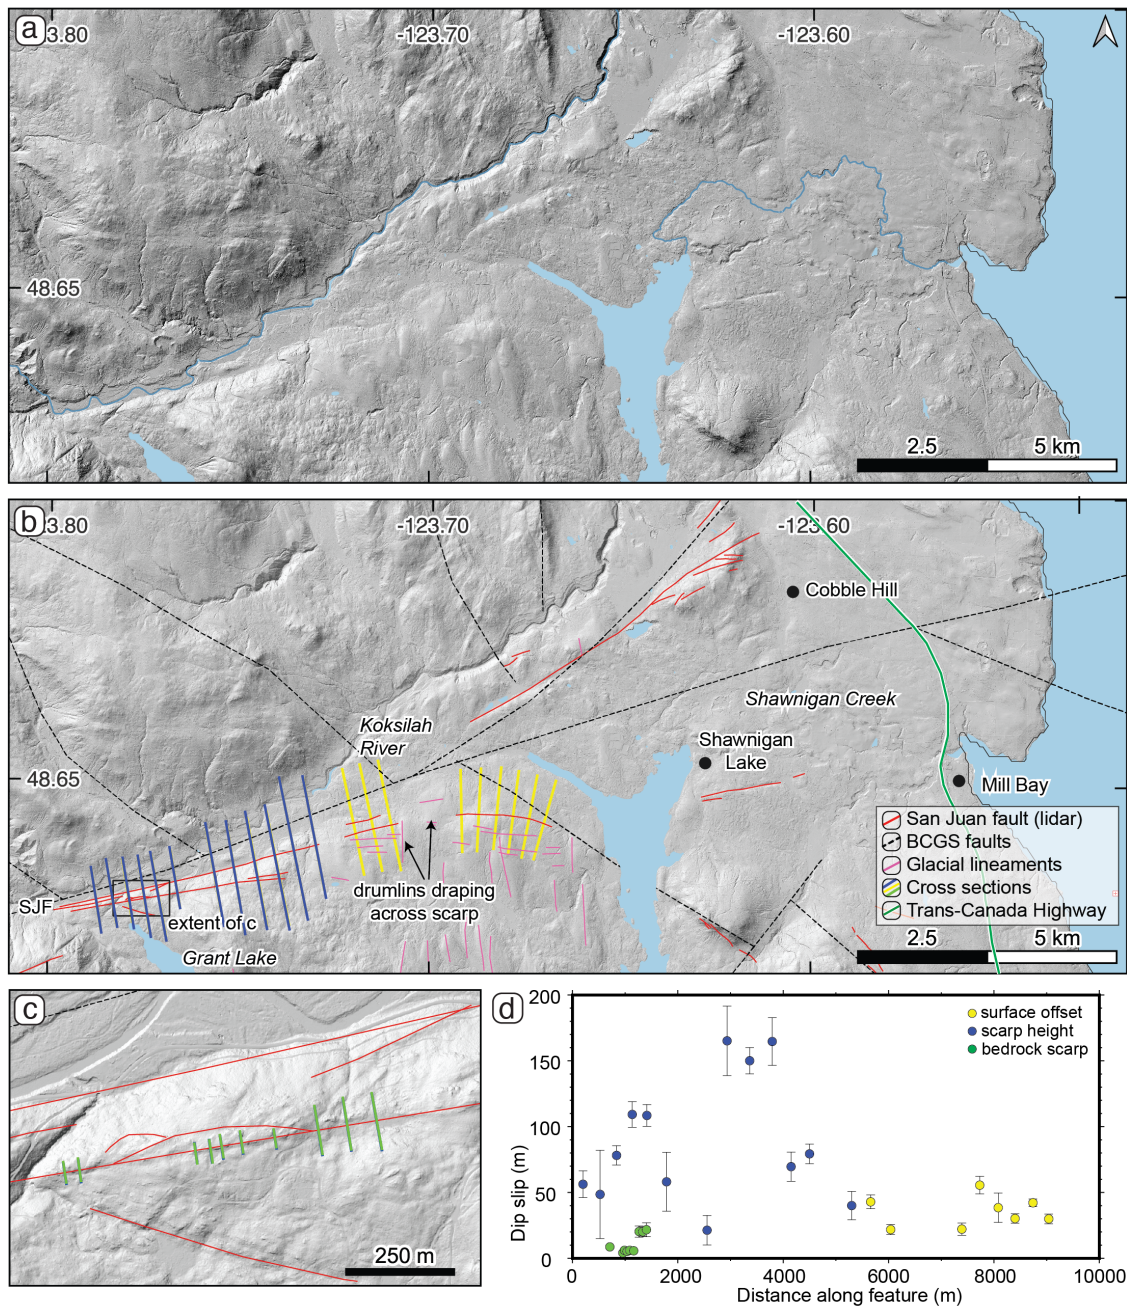 a
3.80
-123.70
-123.60
48.65
2.5
5 km
b
3.80
-123.70
-123.60
Cobble Hill
Shawnigan Creek
Koksilah
River
Shawnigan
Lake
48.65
Mill Bay
San Juan fault (lidar)
BCGS faults
Glacial lineaments
Cross sections
Trans-Canada Highway
drumlins draping
across scarp
SJF
extent of c
Grant Lake
2.5
5 km
c
250 m
d
200
150
100
50
0
Dip slip (m)
surface offset
scarp height
bedrock scarp
0
2000
4000
6000
8000
10000
Distance along feature (m)